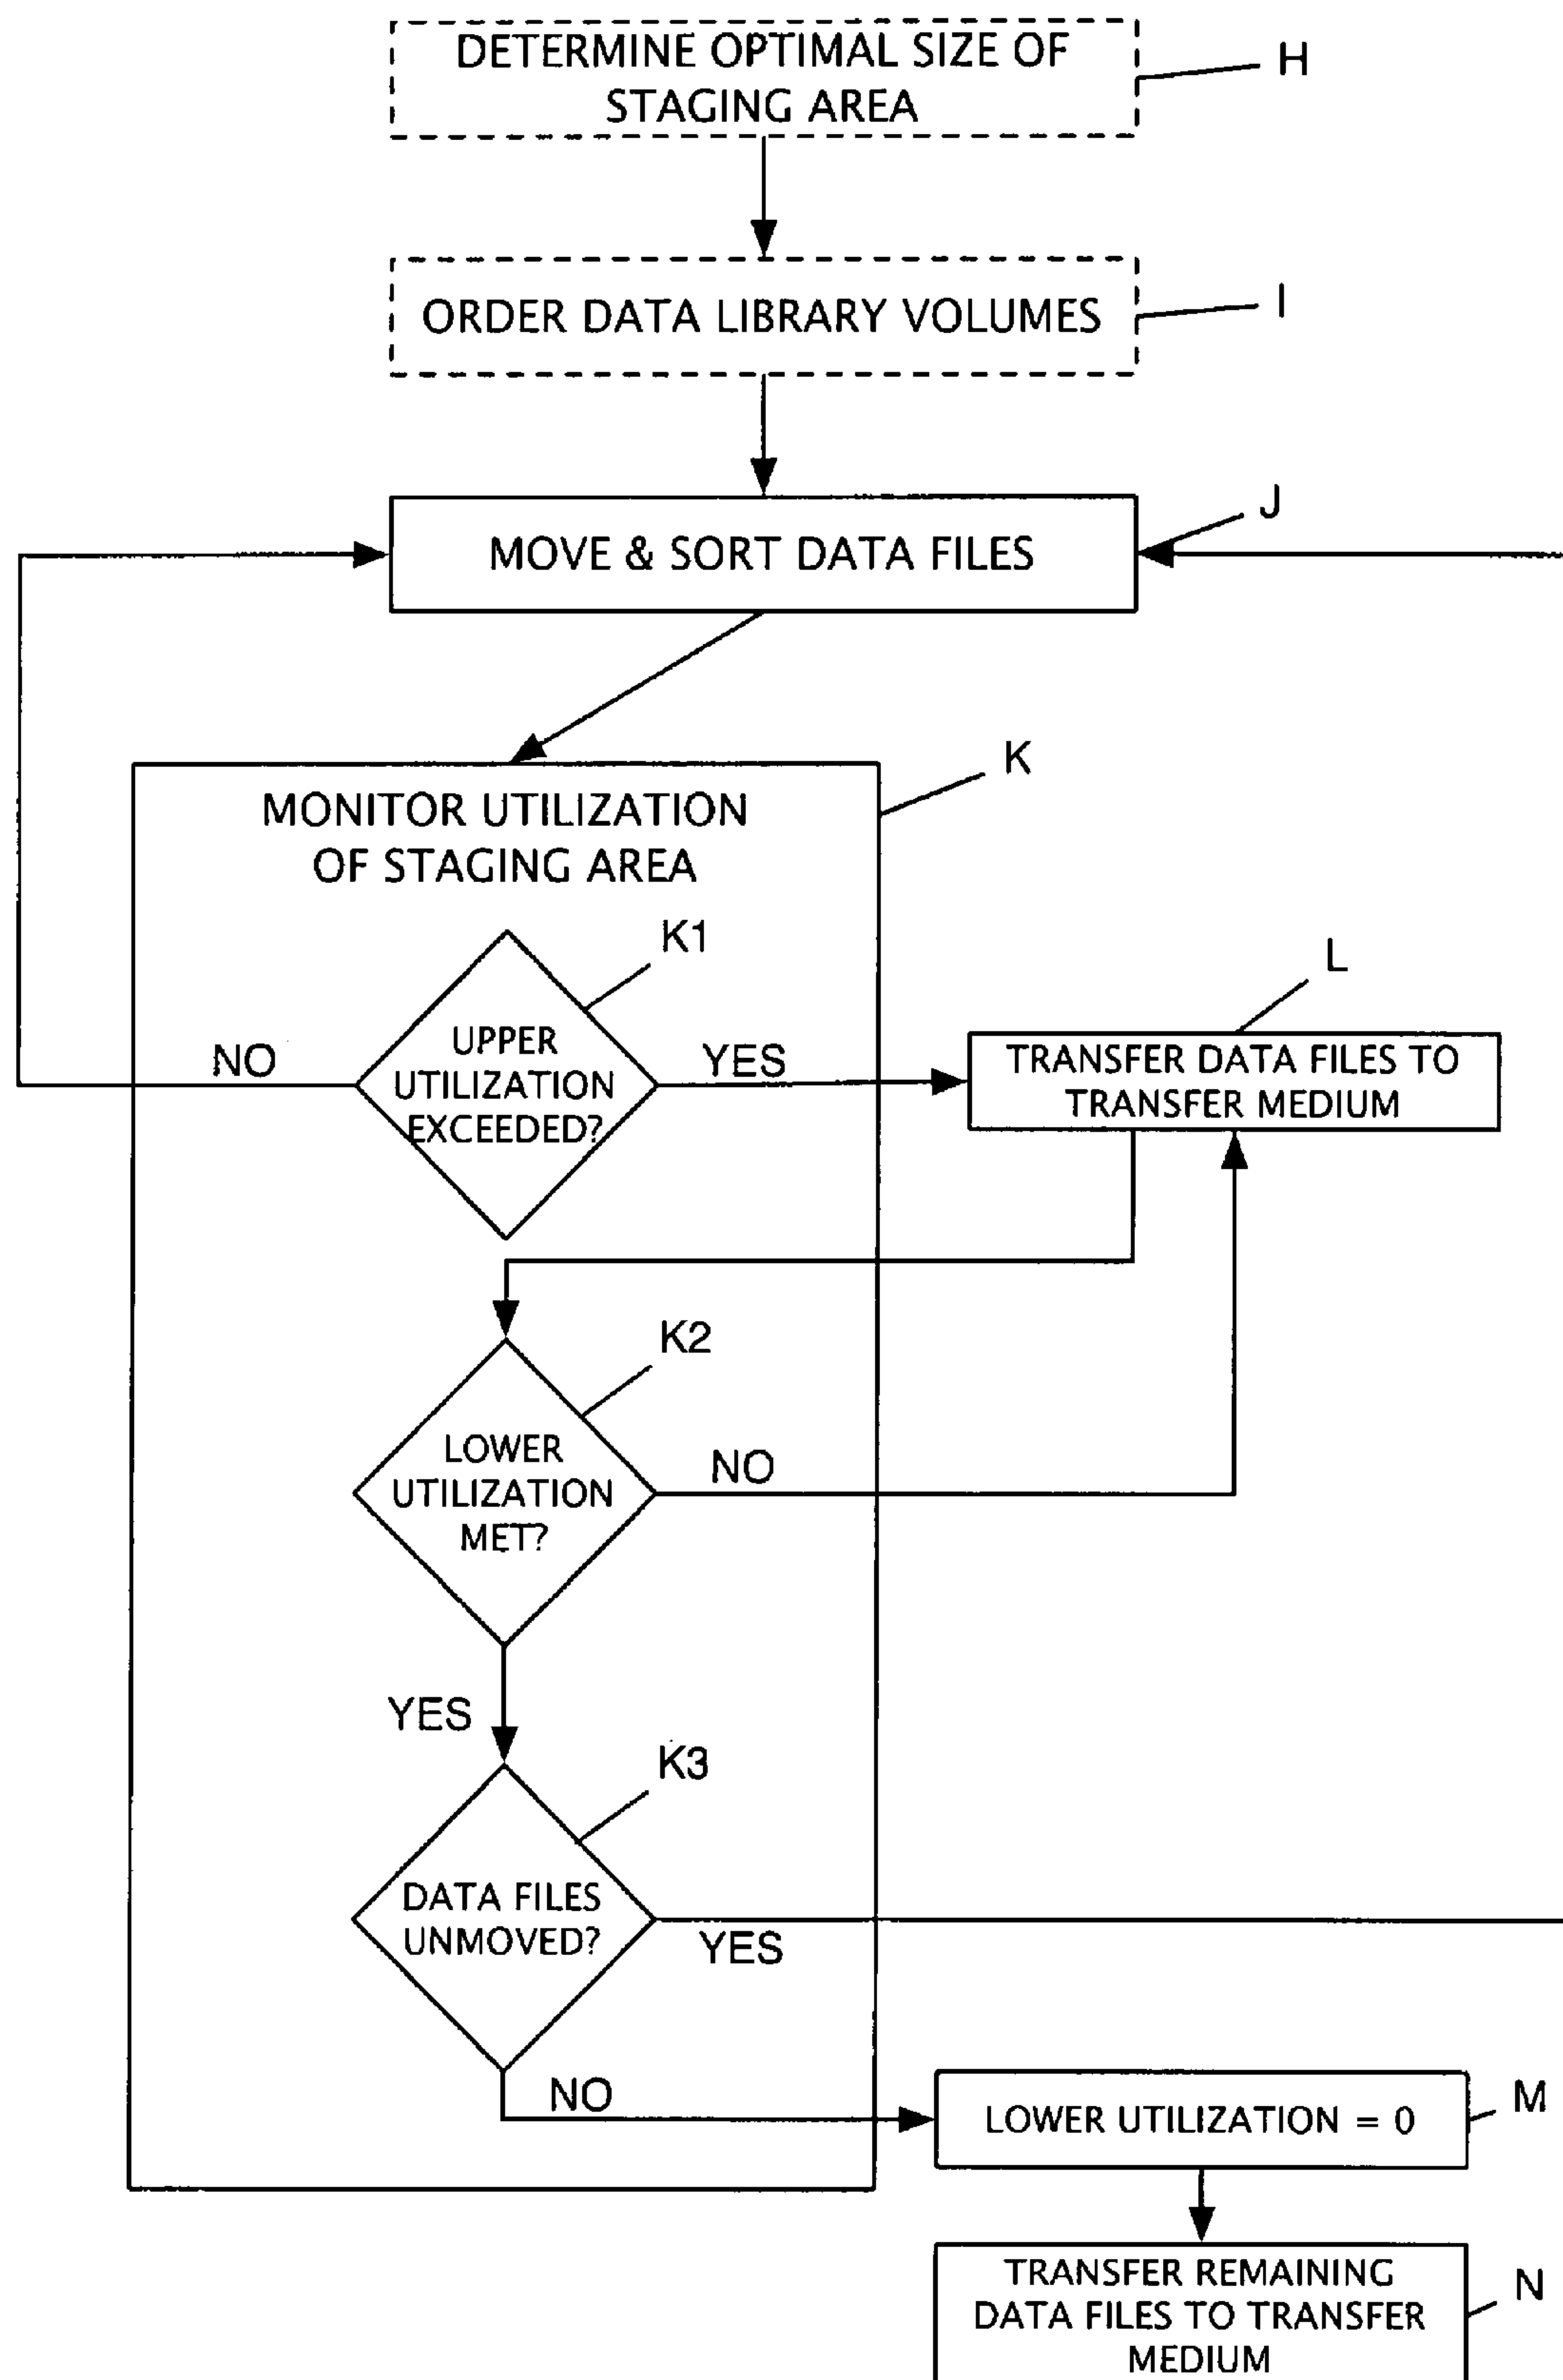 DETERMINE OPTIMAL SIZE OF
STAGING AREA
H
ORDER DATA LIBRARY VOLUMES
I
J
MOVE & SORT DATA FILES
K
MONITOR UTILIZATION
OF STAGING AREA
K1
L
UPPER
UTILIZATION
EXCEEDED?
NO
YES
TRANSFER DATA FILES TO
TRANSFER MEDIUM
K2
LOWER
UTILIZATION
MET?
NO
YES
K3
DATA FILES
UNMOVED?
YES
NO
LOWER UTILIZATION = 0
M
TRANSFER REMAINING
DATA FILES TO TRANSFER
MEDIUM
N